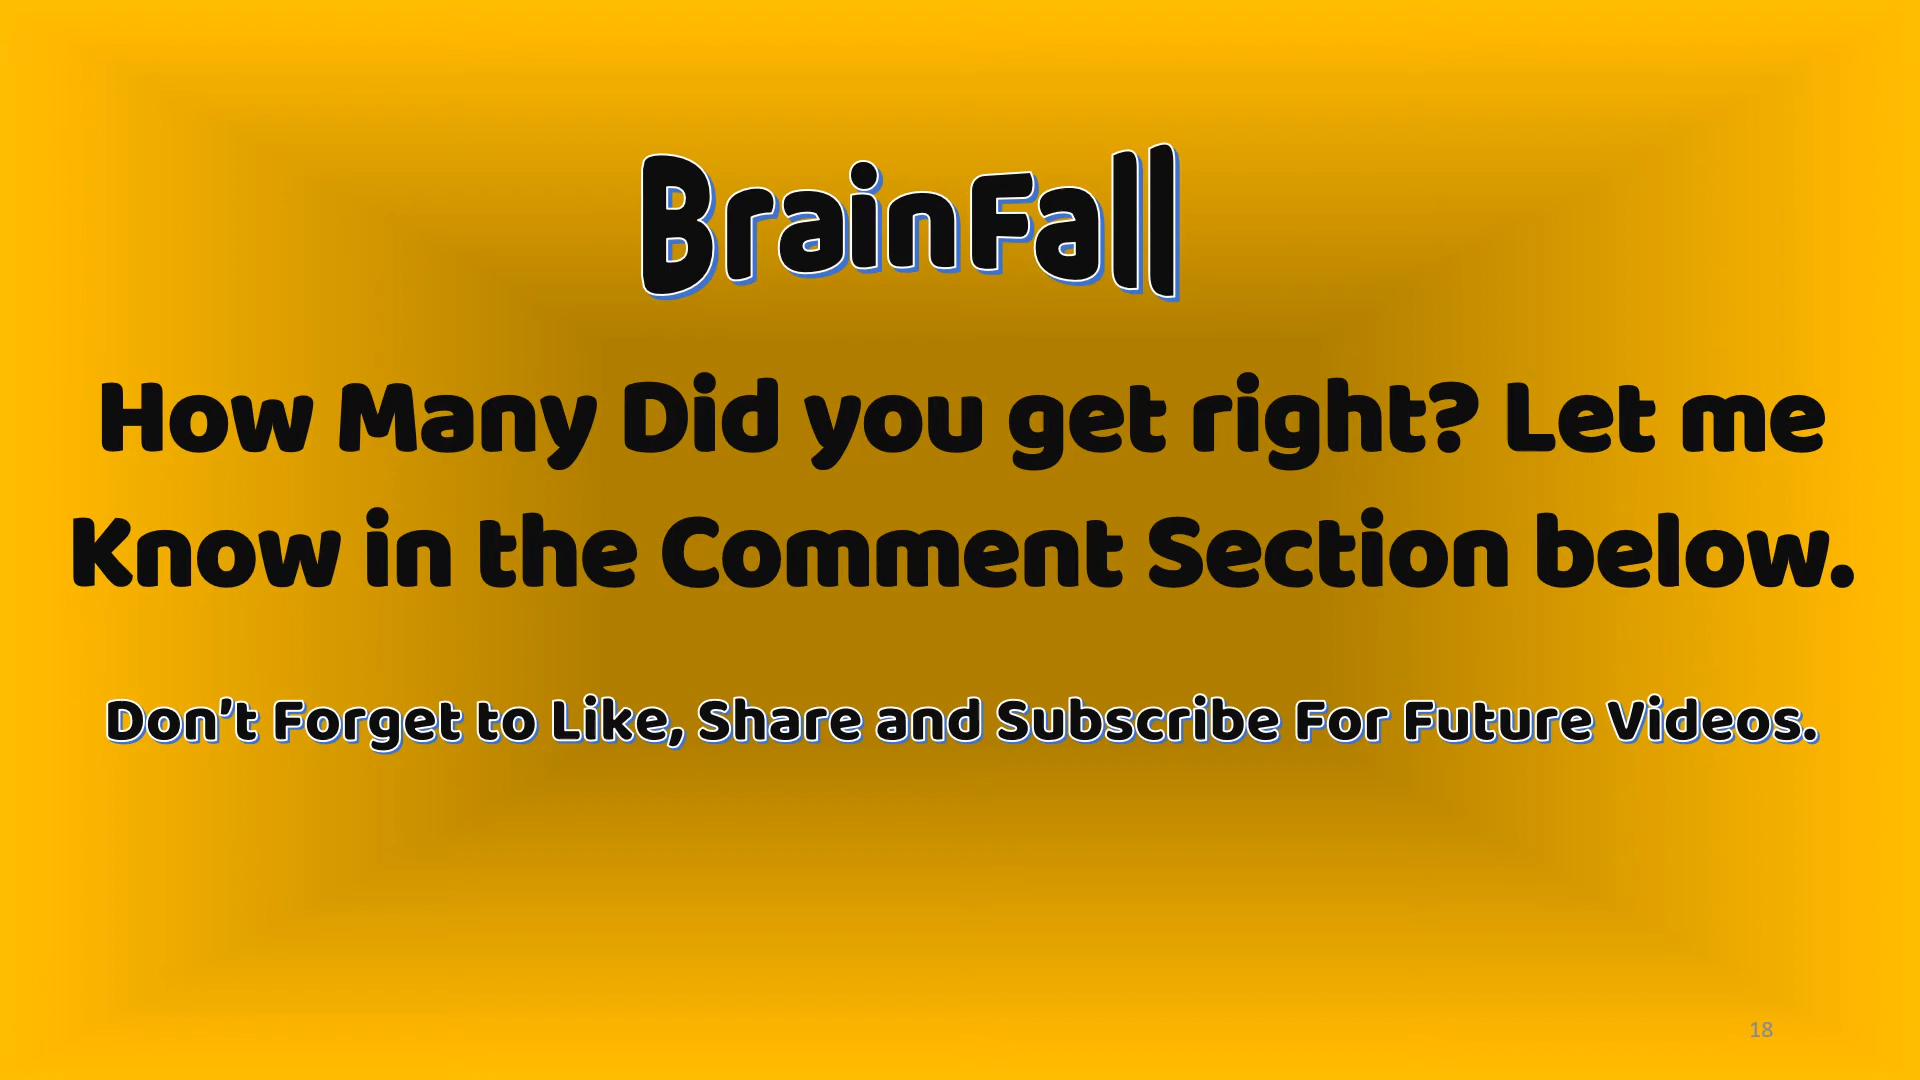 BrainFall
How Many Did you get right? Let me
Know in the Comment Section below.
Don't Forget to Like, Share and Subscribe For Future Videos.
18